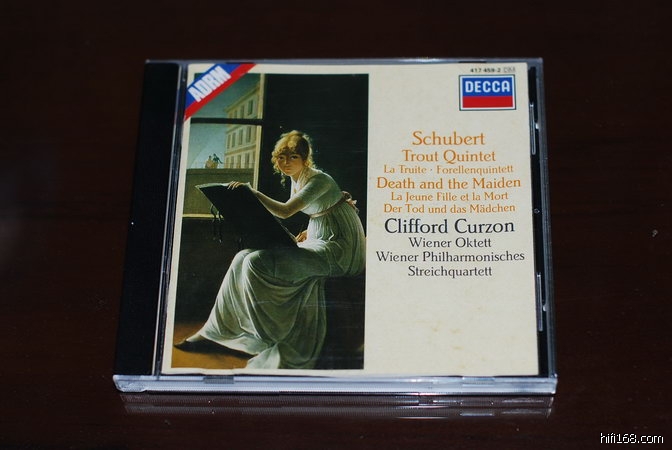 ADRM
417 459-2
DECCA
Schubert
Trout Quintet
La Truite · Forellenquintett
Death and the Maiden
La Jeune Fille et la Mort
Der Tod und das Mädchen
Clifford Curzon
Wiener Oktett
Wiener Philharmonisches
Streichquartett
hifi168.com